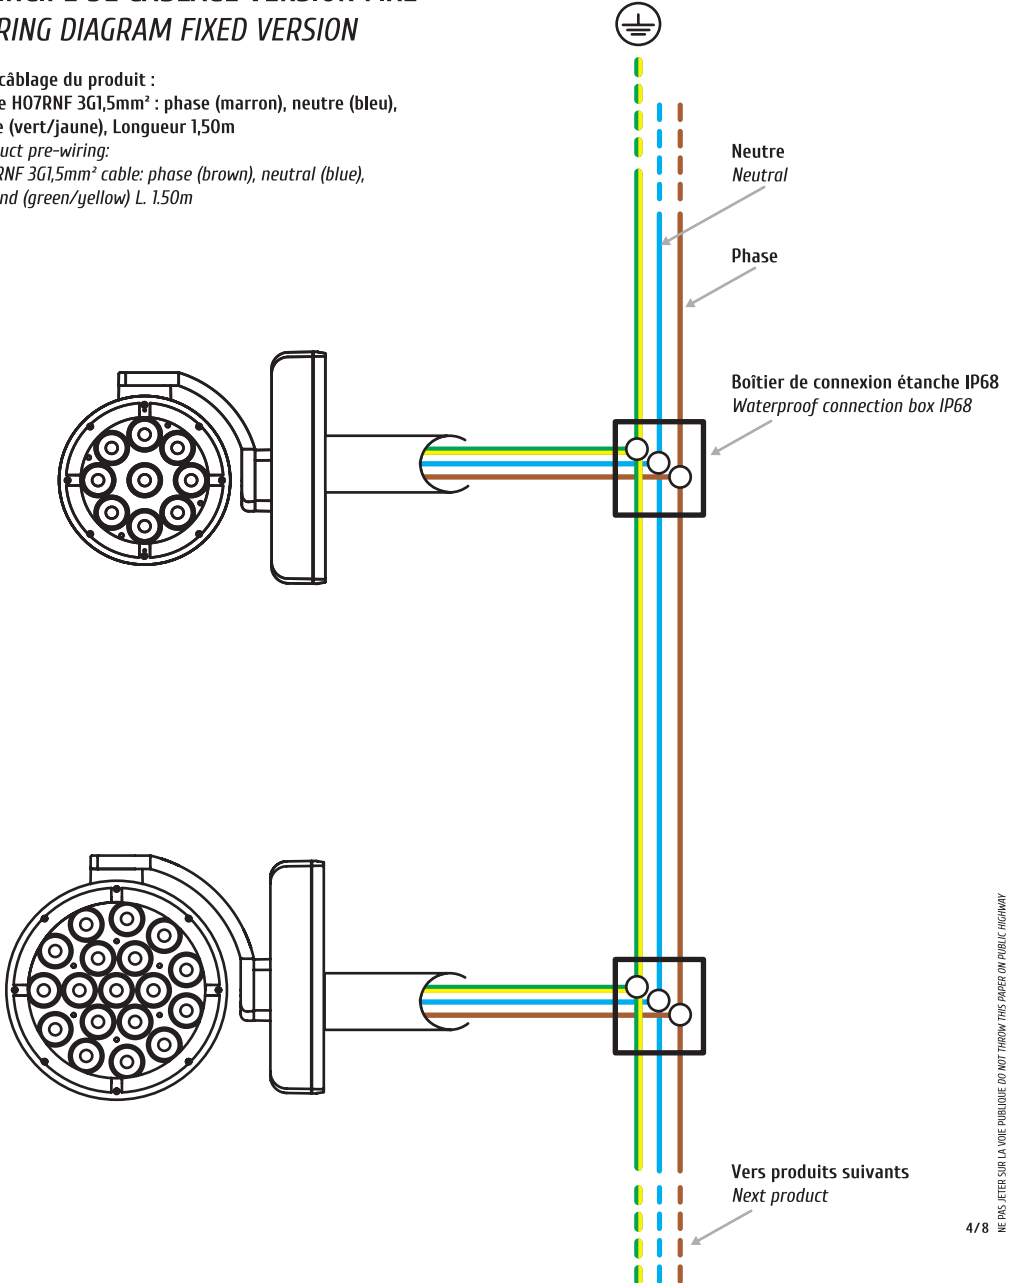 RING DIAGRAM FIXED VERSION
câblage du produit :
e HO7RNF 3G1,5mm² : phase (marron), neutre (bleu),
e (vert/jaune), Longueur 1,50m
uct pre-wiring:
RNF 3G1,5mm² cable: phase (brown), neutral (blue),
nd (green/yellow) L. 1.50m
Neutre
Neutral
Phase
Boîtier de connexion étanche IP68
Waterproof connection box IP68
Vers produits suivants
Next product
4/8
NE PAS JETER SUR LA VOIE PUBLIQUE DO NOT THROW THIS PAPER ON PUBLIC HIGHWAY